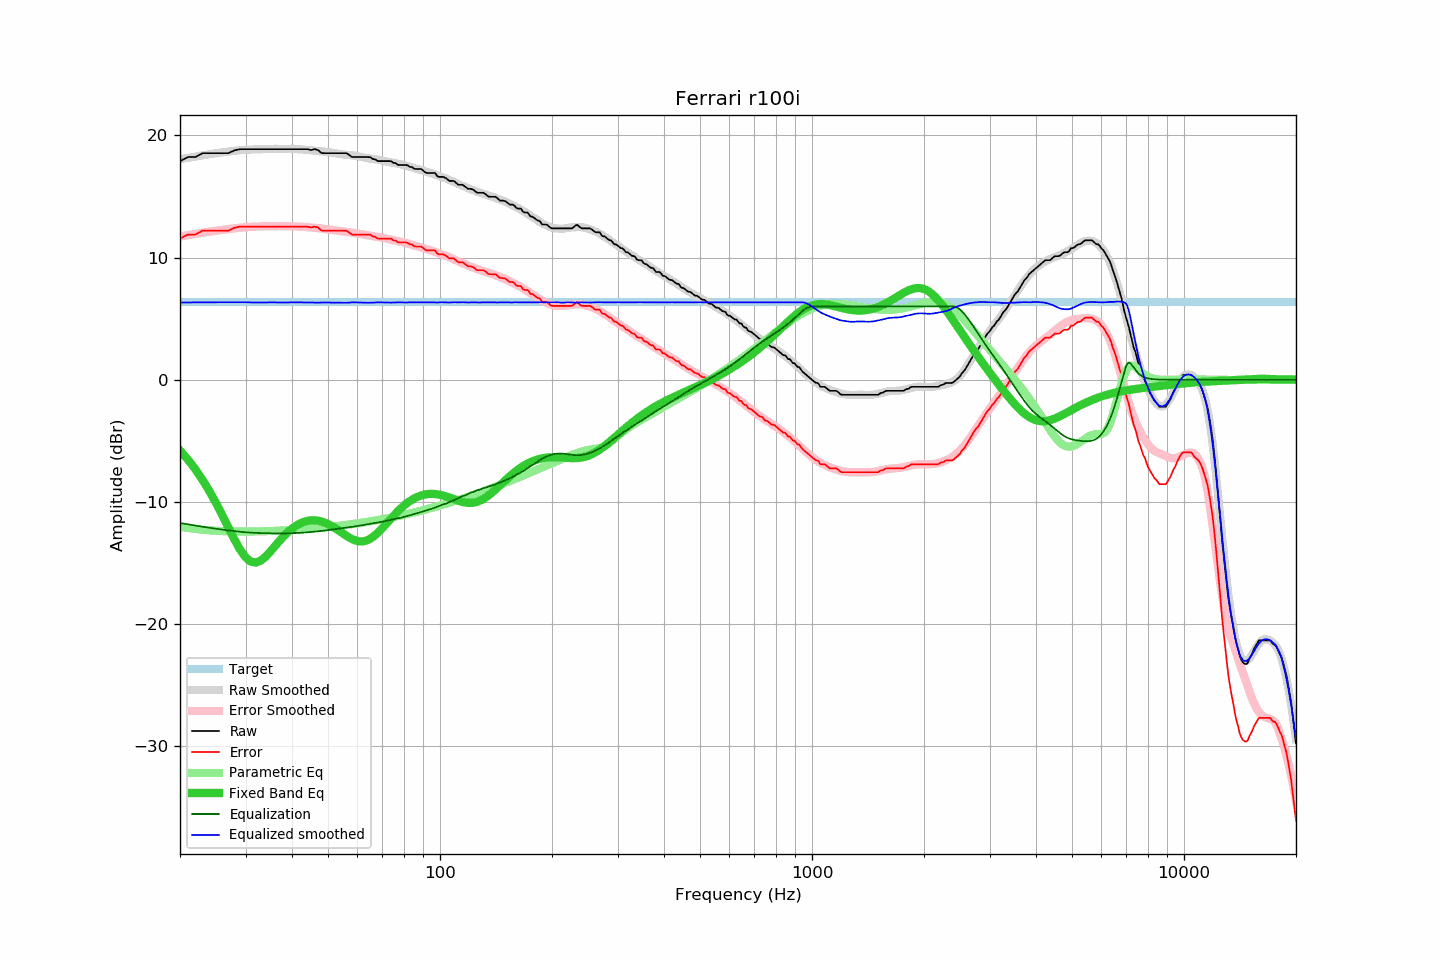 Ferrari r100i
20
10
0
−10
−20
−30
Amplitude (dBr)
Target
Raw Smoothed
Error Smoothed
Raw
Error
Parametric Eq
Fixed Band Eq
Equalization
Equalized smoothed
100
1000
10000
Frequency (Hz)